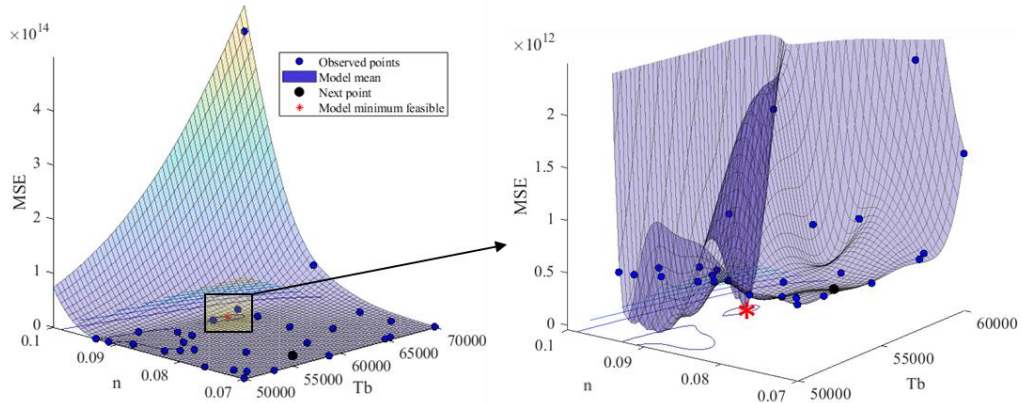 ×10^14
4
3
2
1
0
MSE
0.1
0.09
0.08
0.07
n
50000
55000
60000
65000
70000
Tb
Observed points
Model mean
Next point
Model minimum feasible
×10^12
2
1.5
1
0.5
0
MSE
0.1
0.09
0.08
0.07
n
50000
55000
60000
Tb